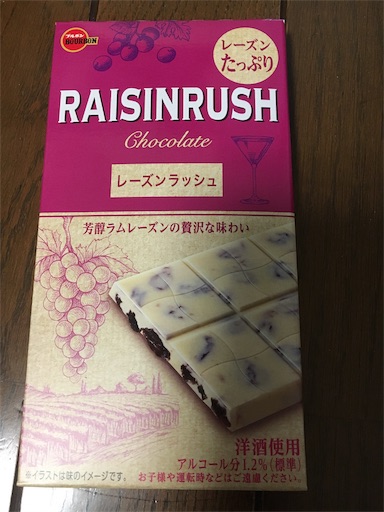 ブルボン
BOURBON
レーズン
たっぷり
RAISINRUSH
Chocolate
レーズンラッシュ
芳醇ラムレーズンの贅沢な味わい
洋酒使用
アルコール分1.2%(標準)
※イラストは味のイメージです。
お子様や運転時などはご遠慮ください。